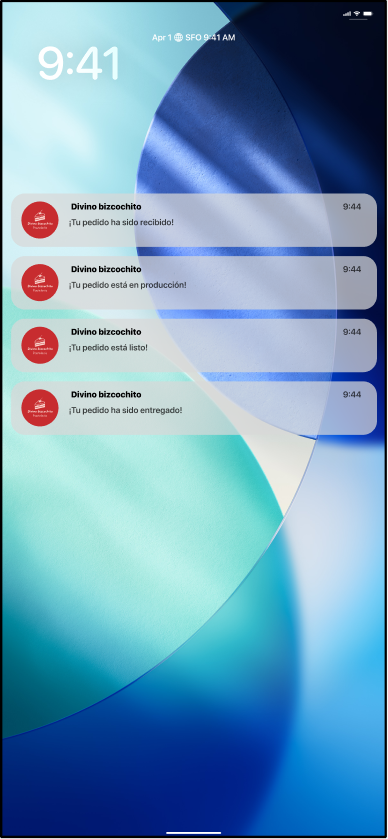 Apr 1 SFO 9:41 AM
9:41
Divino bizcochito 9:44
¡Tu pedido ha sido recibido!
Divino bizcochito 9:44
¡Tu pedido está en producción!
Divino bizcochito 9:44
¡Tu pedido está listo!
Divino bizcochito 9:44
¡Tu pedido ha sido entregado!